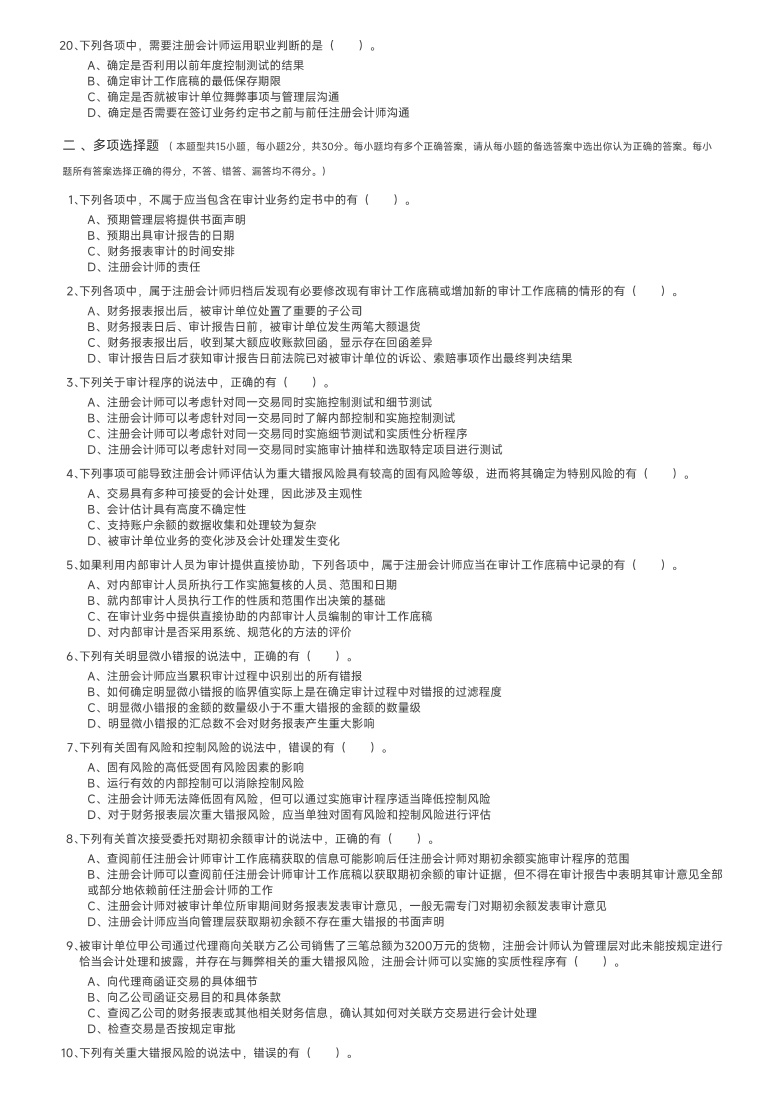 20、下列各项中，需要注册会计师运用职业判断的是（　　）。
A、确定是否利用以前年度控制测试的结果
B、确定审计工作底稿的最低保存期限
C、确定是否就被审计单位舞弊事项与管理层沟通
D、确定是否需要在签订业务约定书之前与前任注册会计师沟通
二 、多项选择题 （ 本题型共15小题，每小题2分，共30分。每小题均有多个正确答案，请从每小题的备选答案中选出你认为正确的答案。每小
题所有答案选择正确的得分，不答、错答、漏答均不得分。）
1、下列各项中，不属于应当包含在审计业务约定书中的有（　　）。
A、预期管理层将提供书面声明
B、预期出具审计报告的日期
C、财务报表审计的时间安排
D、注册会计师的责任
2、下列各项中，属于注册会计师归档后发现有必要修改现有审计工作底稿或增加新的审计工作底稿的情形的有（　　）。
A、财务报表报出后，被审计单位处置了重要的子公司
B、财务报表日后、审计报告日前，被审计单位发生两笔大额退货
C、财务报表报出后，收到某大额应收账款回函，显示存在回函差异
D、审计报告日后才获知审计报告日前法院已对被审计单位的诉讼、索赔事项作出最终判决结果
3、下列关于审计程序的说法中，正确的有（　　）。
A、注册会计师可以考虑针对同一交易同时实施控制测试和细节测试
B、注册会计师可以考虑针对同一交易同时了解内部控制和实施控制测试
C、注册会计师可以考虑针对同一交易同时实施细节测试和实质性分析程序
D、注册会计师可以考虑针对同一交易同时实施审计抽样和选取特定项目进行测试
4、下列事项可能导致注册会计师评估认为重大错报风险具有较高的固有风险等级，进而将其确定为特别风险的有（　　）。
A、交易具有多种可接受的会计处理，因此涉及主观性
B、会计估计具有高度不确定性
C、支持账户余额的数据收集和处理较为复杂
D、被审计单位业务的变化涉及会计处理发生变化
5、如果利用内部审计人员为审计提供直接协助，下列各项中，属于注册会计师应当在审计工作底稿中记录的有（　　）。
A、对内部审计人员所执行工作实施复核的人员、范围和日期
B、就内部审计人员执行工作的性质和范围作出决策的基础
C、在审计业务中提供直接协助的内部审计人员编制的审计工作底稿
D、对内部审计是否采用系统、规范化的方法的评价
6、下列有关明显微小错报的说法中，正确的有（　　）。
A、注册会计师应当累积审计过程中识别出的所有错报
B、如何确定明显微小错报的临界值实际上是在确定审计过程中对错报的过滤程度
C、明显微小错报的金额的数量级小于不重大错报的金额的数量级
D、明显微小错报的汇总数不会对财务报表产生重大影响
7、下列有关固有风险和控制风险的说法中，错误的有（　　）。
A、固有风险的高低受固有风险因素的影响
B、运行有效的内部控制可以消除控制风险
C、注册会计师无法降低固有风险，但可以通过实施审计程序适当降低控制风险
D、对于财务报表层次重大错报风险，应当单独对固有风险和控制风险进行评估
8、下列有关首次接受委托对期初余额审计的说法中，正确的有（　　）。
A、查阅前任注册会计师审计工作底稿获取的信息可能影响后任注册会计师对期初余额实施审计程序的范围
B、注册会计师可以查阅前任注册会计师审计工作底稿以获取期初余额的审计证据，但不得在审计报告中表明其审计意见全部
或部分地依赖前任注册会计师的工作
C、注册会计师对被审计单位所审期间财务报表发表审计意见，一般无需专门对期初余额发表审计意见
D、注册会计师应当向管理层获取期初余额不存在重大错报的书面声明
9、被审计单位甲公司通过代理商向关联方乙公司销售了三笔总额为3200万元的货物，注册会计师认为管理层对此未能按规定进行
恰当会计处理和披露，并存在与舞弊相关的重大错报风险，注册会计师可以实施的实质性程序有（　　）。
A、向代理商函证交易的具体细节
B、向乙公司函证交易目的和具体条款
C、查阅乙公司的财务报表或其他相关财务信息，确认其如何对关联方交易进行会计处理
D、检查交易是否按规定审批
10、下列有关重大错报风险的说法中，错误的有（　　）。